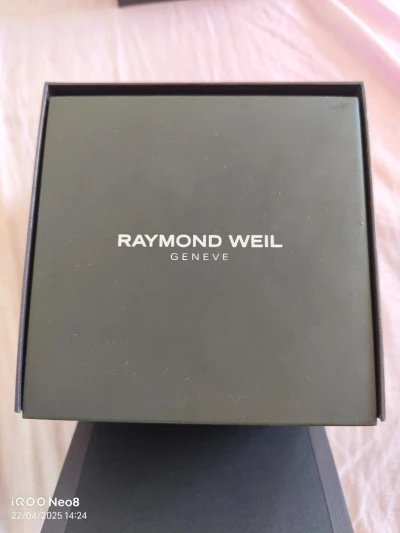 RAYMOND WEIL
GENEVE
iQOO Neo8
22/04/2025 14:24